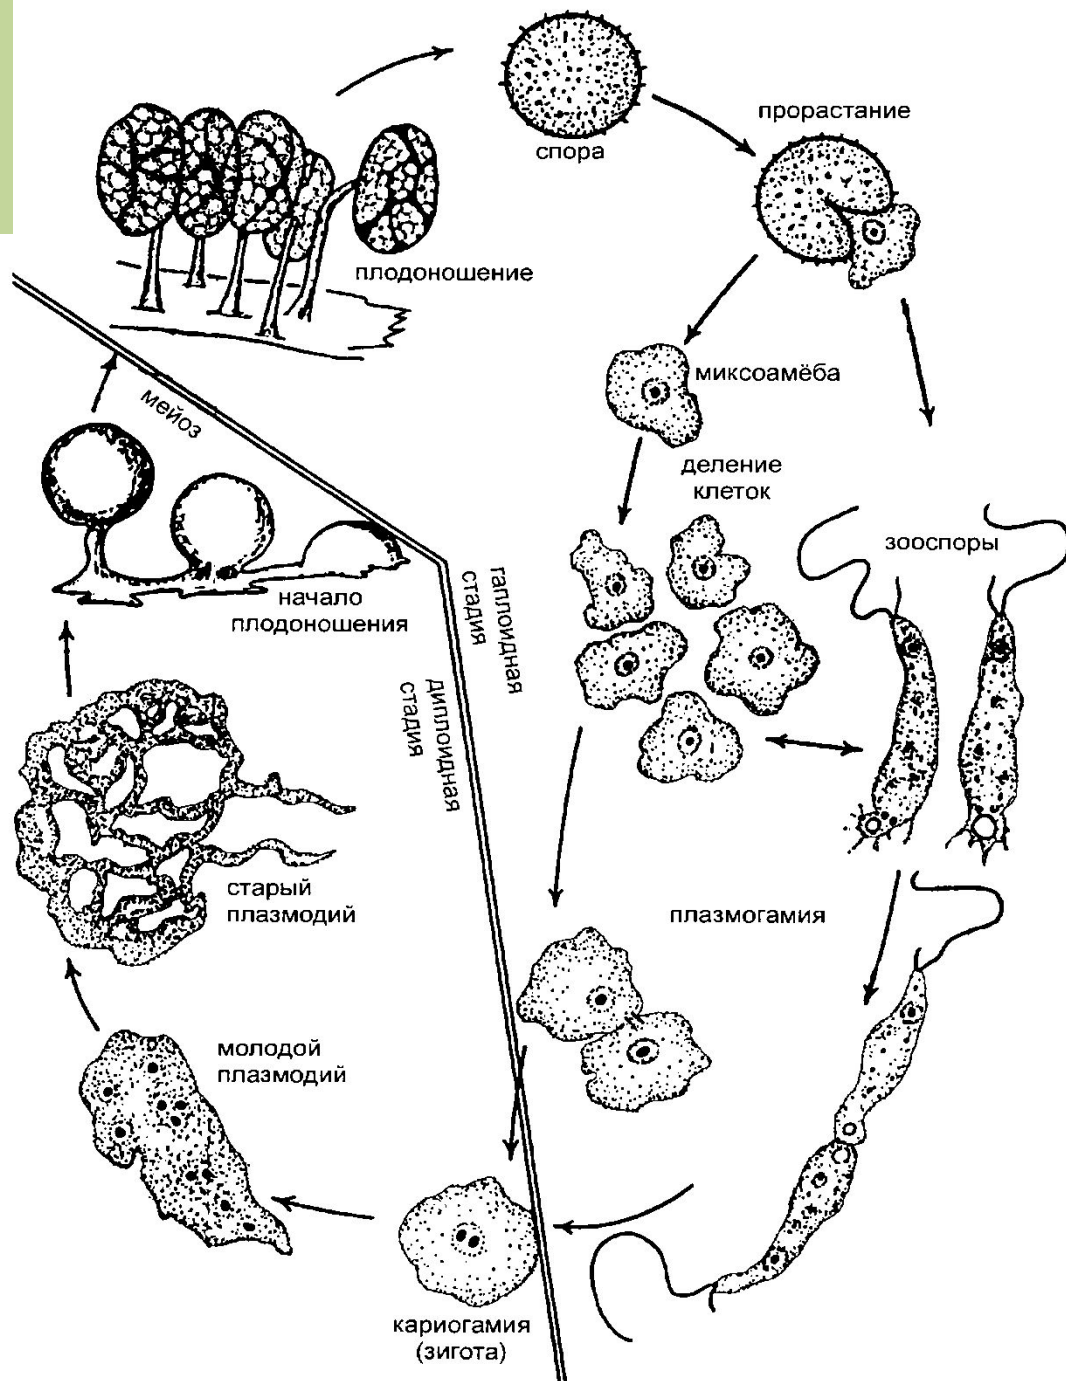 спора
прорастание
плодоношение
миксоамёба
мейоз
деление
клеток
зооспоры
начало
плодоношения
гаплоидная
стадия
диплоидная
стадия
старый
плазмодий
плазмогамия
молодой
плазмодий
кариогамия
(зигота)